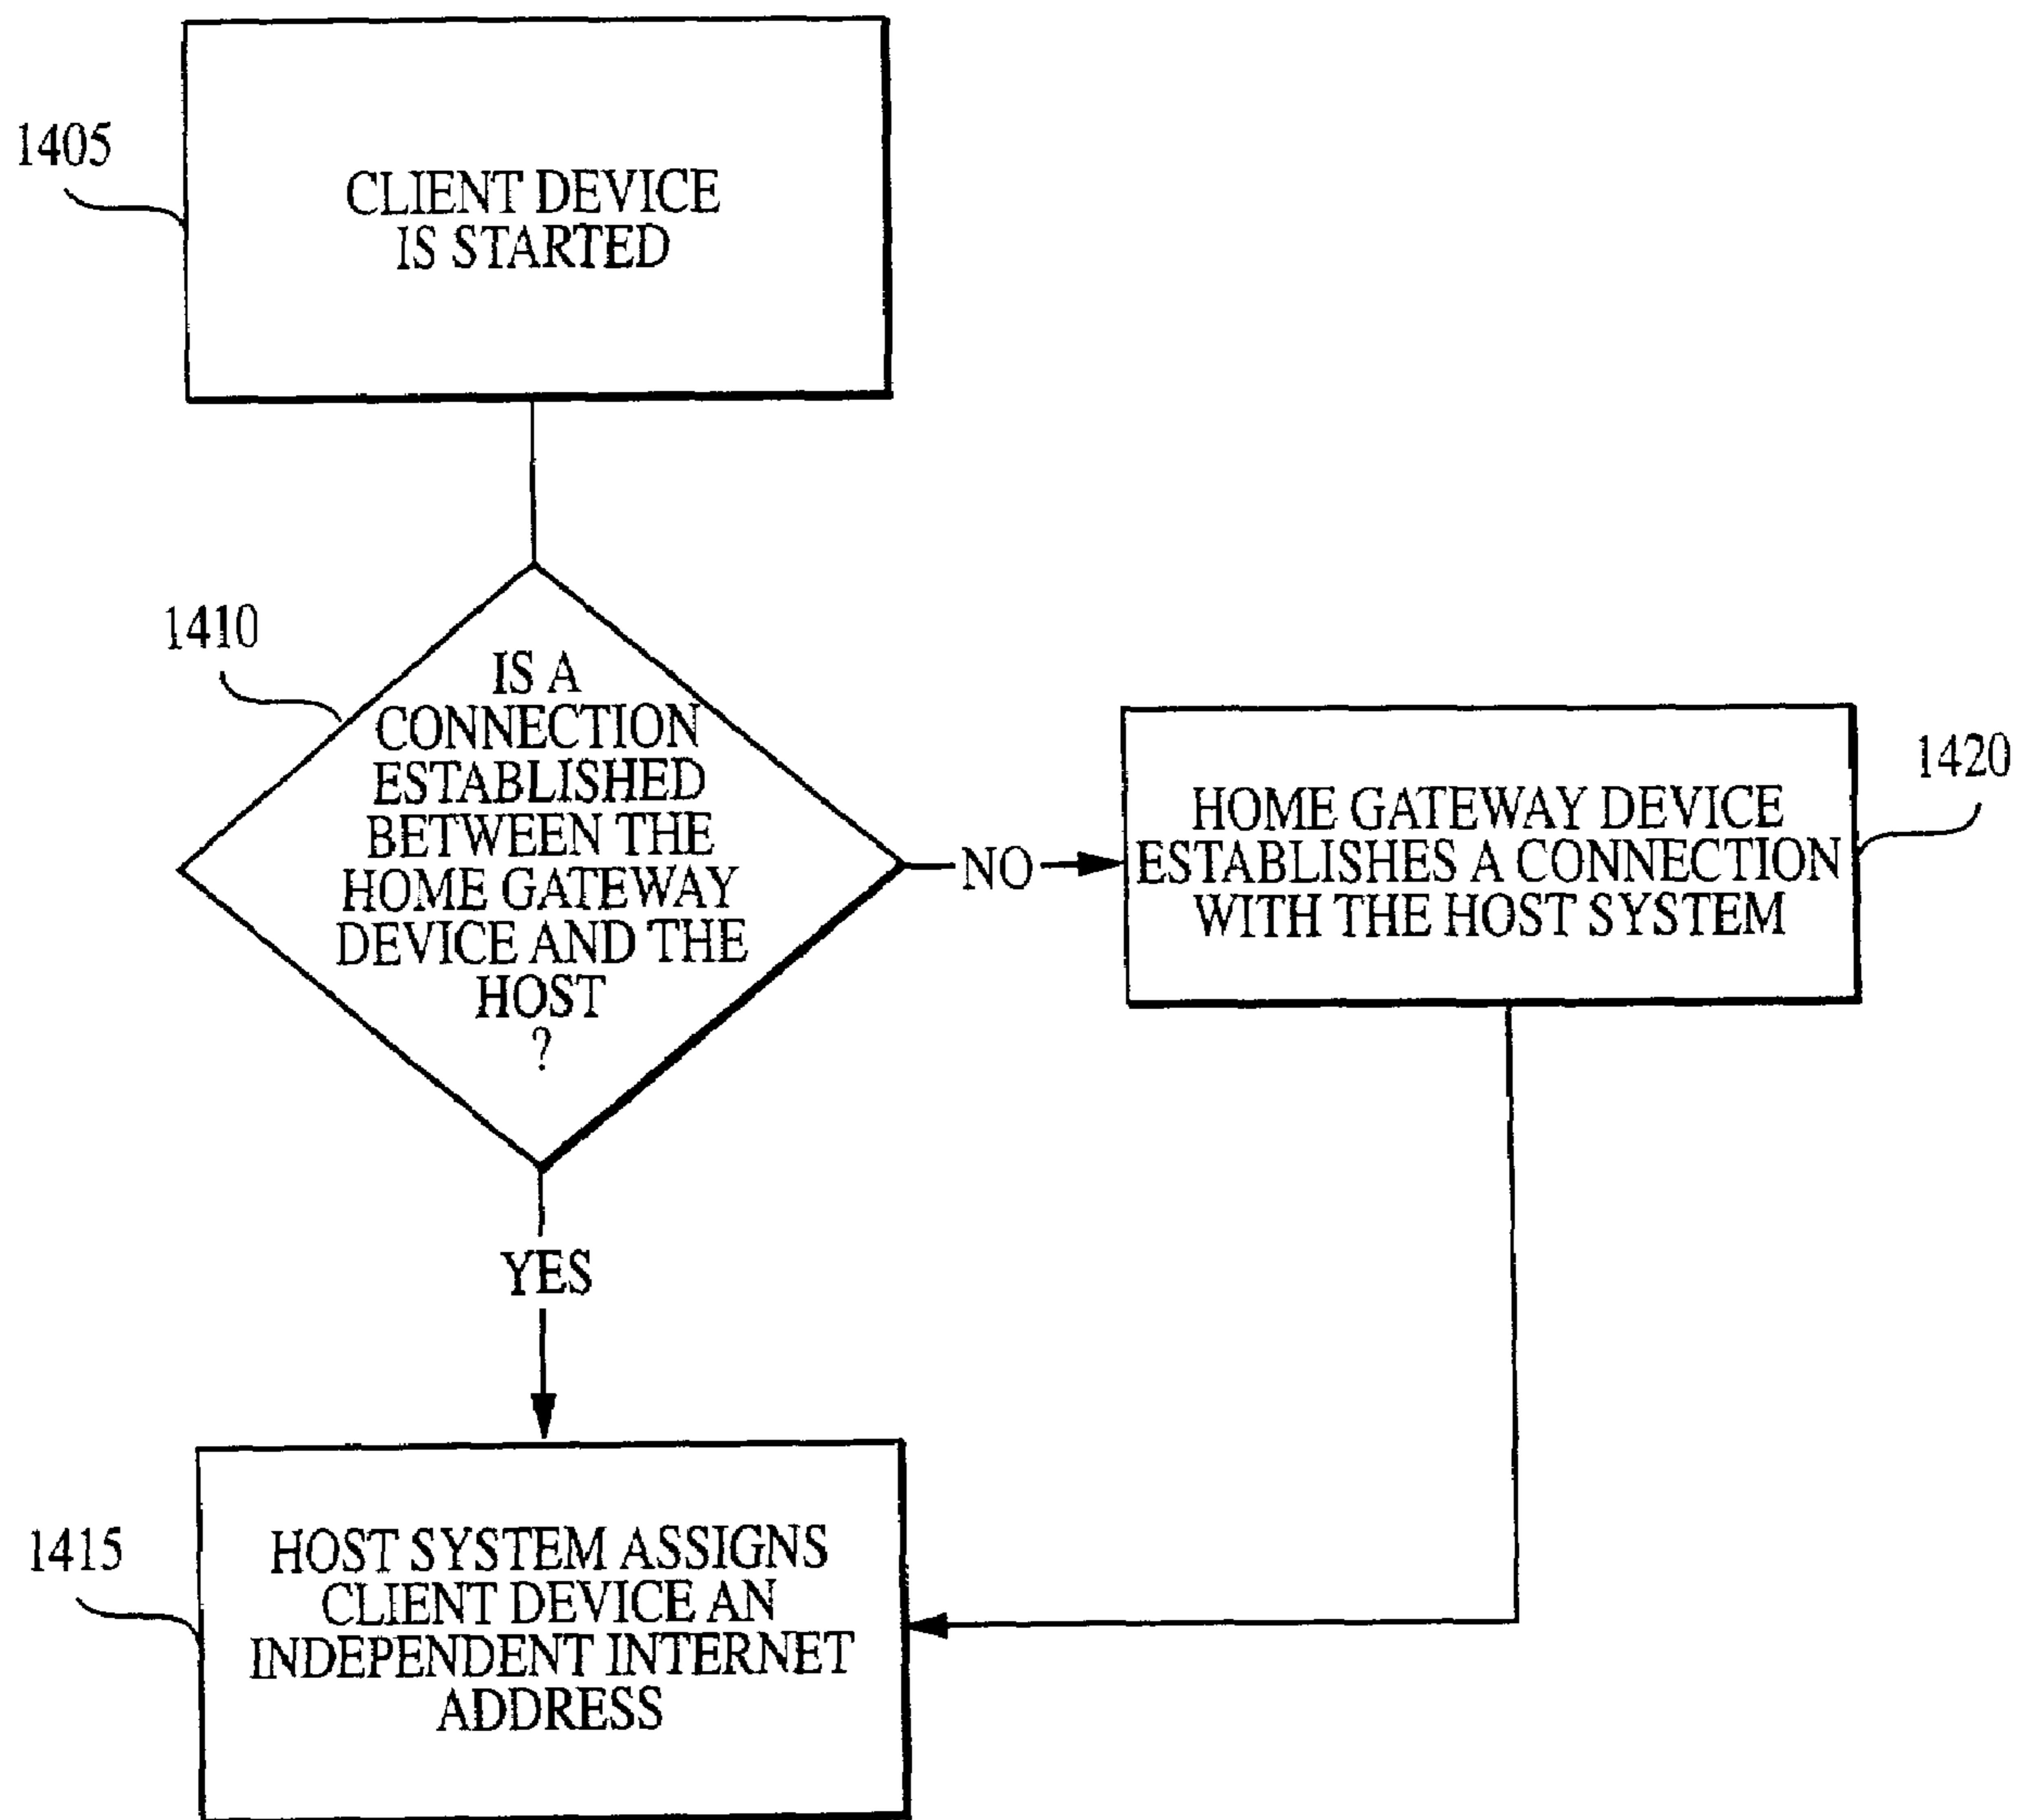 1405
CLIENT DEVICE
IS STARTED
1410
IS A
CONNECTION
ESTABLISHED
BETWEEN THE
HOME GATEWAY
DEVICE AND THE
HOST
?
NO
HOME GATEWAY DEVICE
ESTABLISHES A CONNECTION
WITH THE HOST SYSTEM
1420
YES
1415
HOST SYSTEM ASSIGNS
CLIENT DEVICE AN
INDEPENDENT INTERNET
ADDRESS